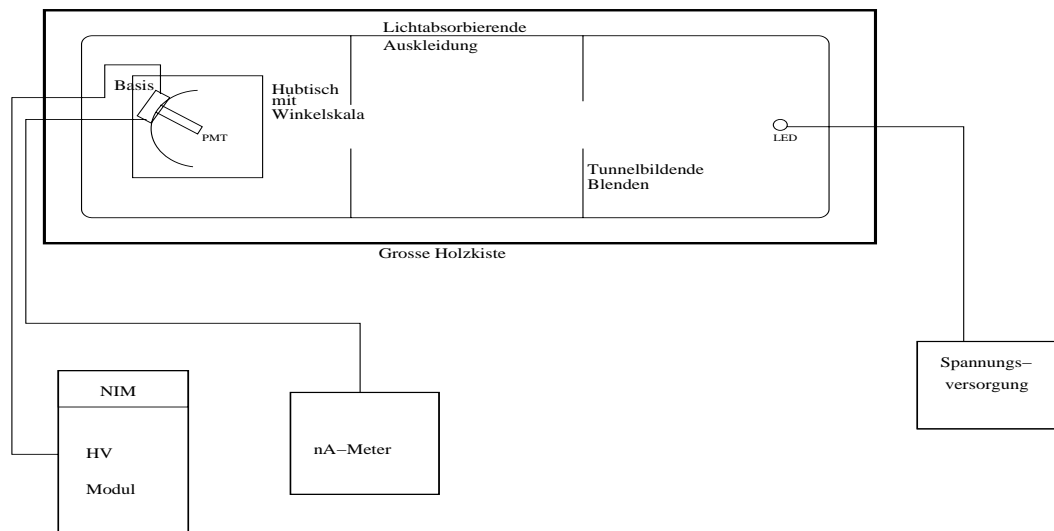 Lichtabsorbierende
Auskleidung
Basis
Hubtisch
mit
Winkelskala
PMT
LED
Tunnelbildende
Blenden
Grosse Holzkiste
Spannungs–
versorgung
NIM
HV
Modul
nA–Meter